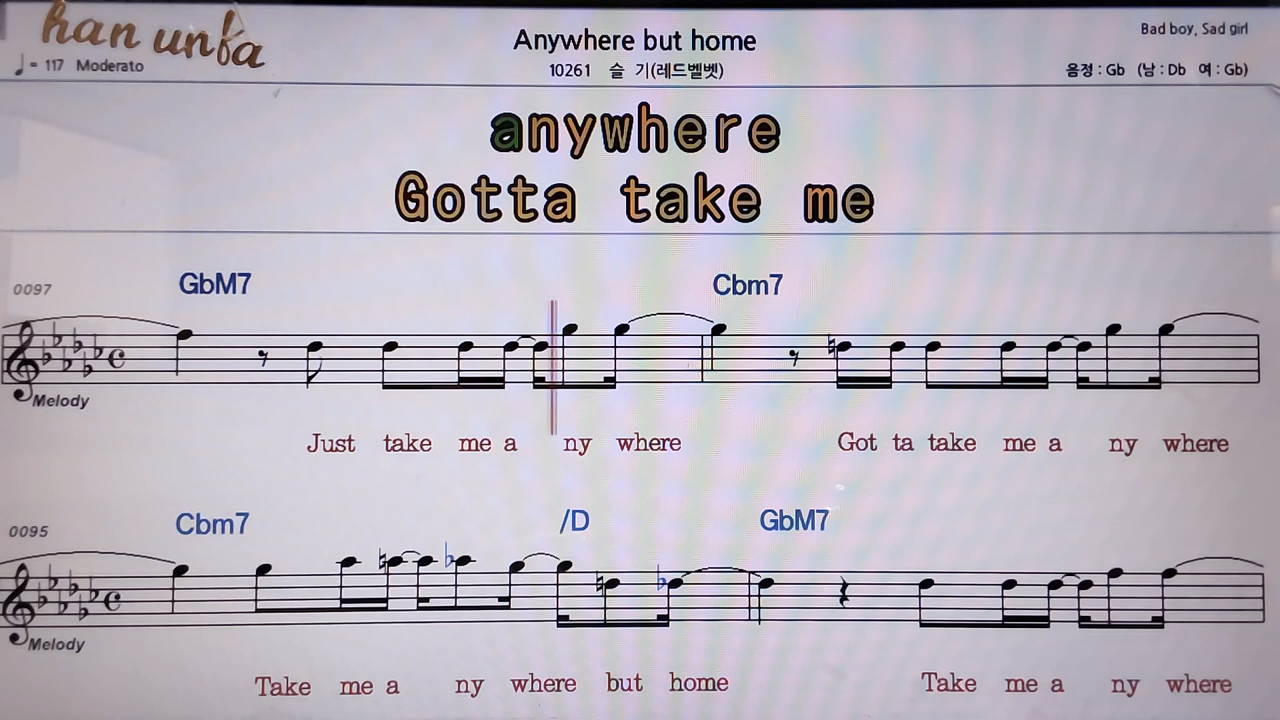 han unfa
Anywhere but home
Bad boy, Sad girl
♩= 117 Moderato
10261 슬 기(레드벨벳)
음정 : Gb (남 : Db 여 : Gb)
anywhere
Gotta take me
0097
GbM7 Cbm7
Melody
Just take me a ny where Got ta take me a ny where
0095
Cbm7 /D GbM7
Melody
Take me a ny where but home Take me a ny where